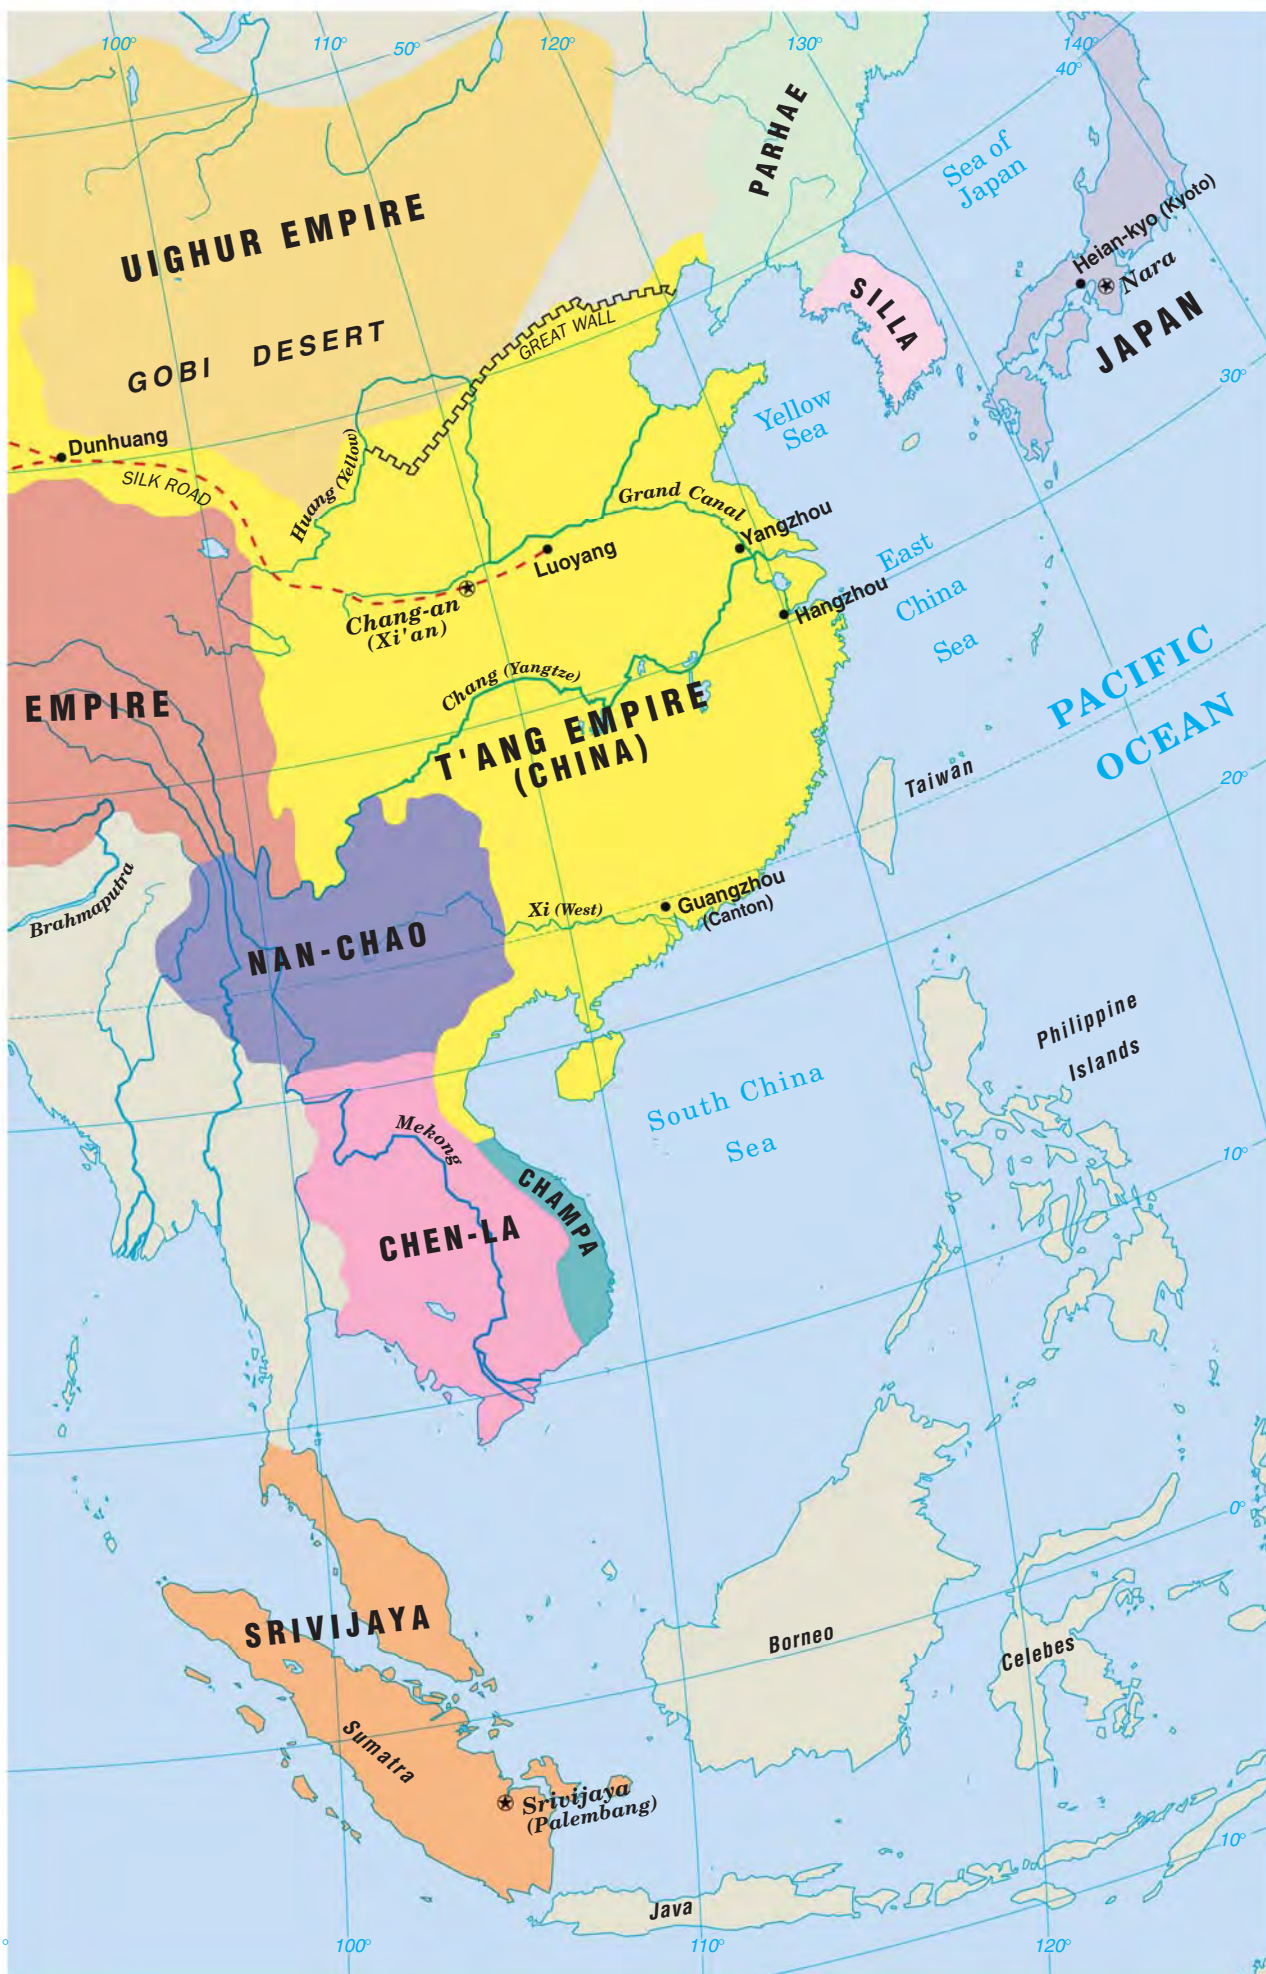 100°
110°
50°
120°
130°
140°
40°
PARHAE
Sea of
Japan
UIGHUR EMPIRE
Heian-kyo (Kyoto)
Nara
SILLA
JAPAN
GOBI DESERT
GREAT WALL
30°
Yellow
Sea
Dunhuang
SILK ROAD
Huang (Yellow)
Grand Canal
Yangzhou
Luoyang
East
China
Sea
Hangzhou
Chang-an
(Xi'an)
PACIFIC
OCEAN
Chang (Yangtze)
EMPIRE
T'ANG EMPIRE
(CHINA)
Taiwan
20°
Brahmaputra
Guangzhou
(Canton)
Xi (West)
NAN-CHAO
Philippine
Islands
South China
Sea
Mekong
10°
CHAMPA
CHEN-LA
0°
SRIVIJAYA
Borneo
Celebes
Sumatra
Srivijaya
(Palembang)
10°
Java
°
100°
110°
120°